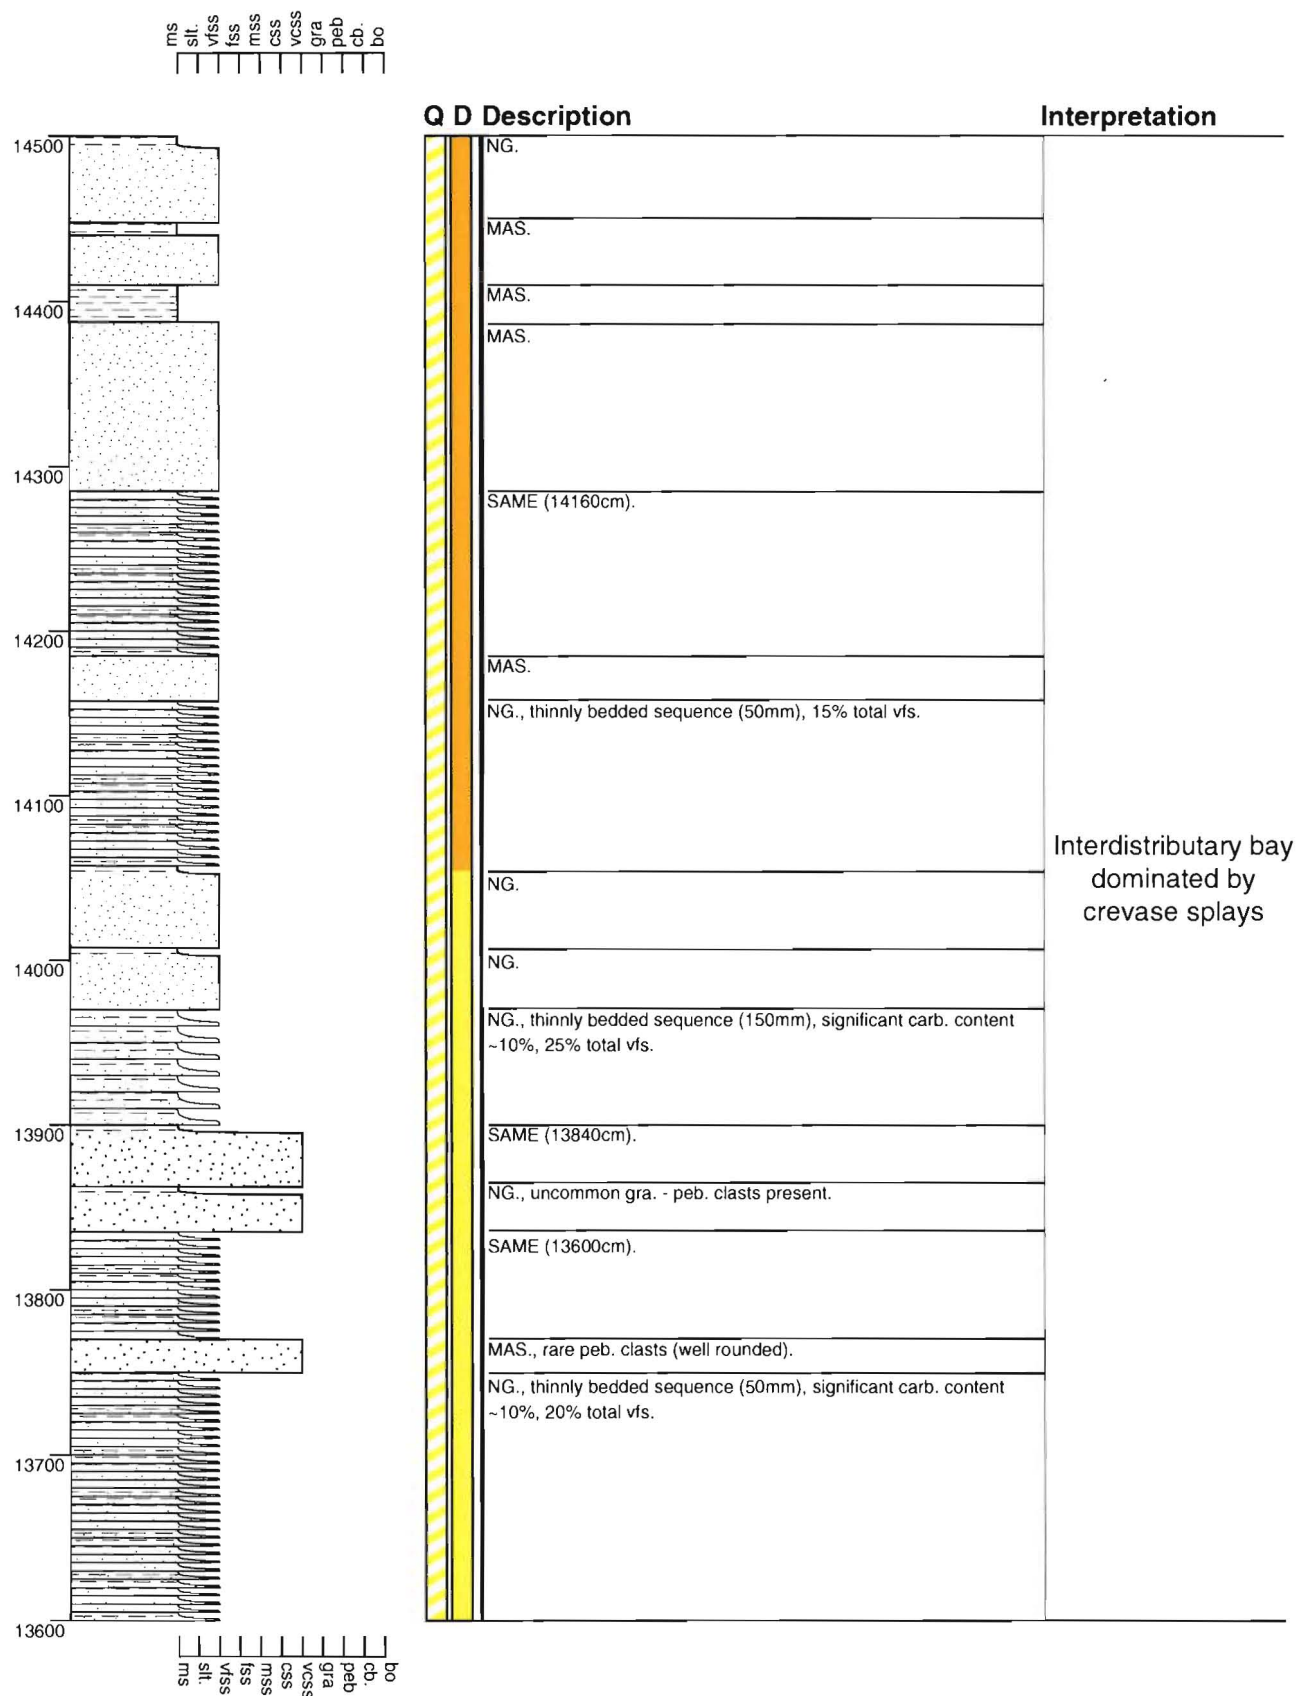 ms slt. vfss fss mss css vcss gra peb cb. bo
Q D Description Interpretation
14500
NG.
MAS.
14400
MAS.
MAS.
14300
SAME (14160cm).
14200
MAS.
NG., thinnly bedded sequence (50mm), 15% total vfs.
14100
Interdistributary bay
dominated by
crevase splays
NG.
NG.
14000
NG., thinnly bedded sequence (150mm), significant carb. content
~10%, 25% total vfs.
13900
SAME (13840cm).
NG., uncommon gra. - peb. clasts present.
SAME (13600cm).
13800
MAS., rare peb. clasts (well rounded).
NG., thinnly bedded sequence (50mm), significant carb. content
~10%, 20% total vfs.
13700
13600
ms slt. vfss fss mss css vcss gra peb cb. bo